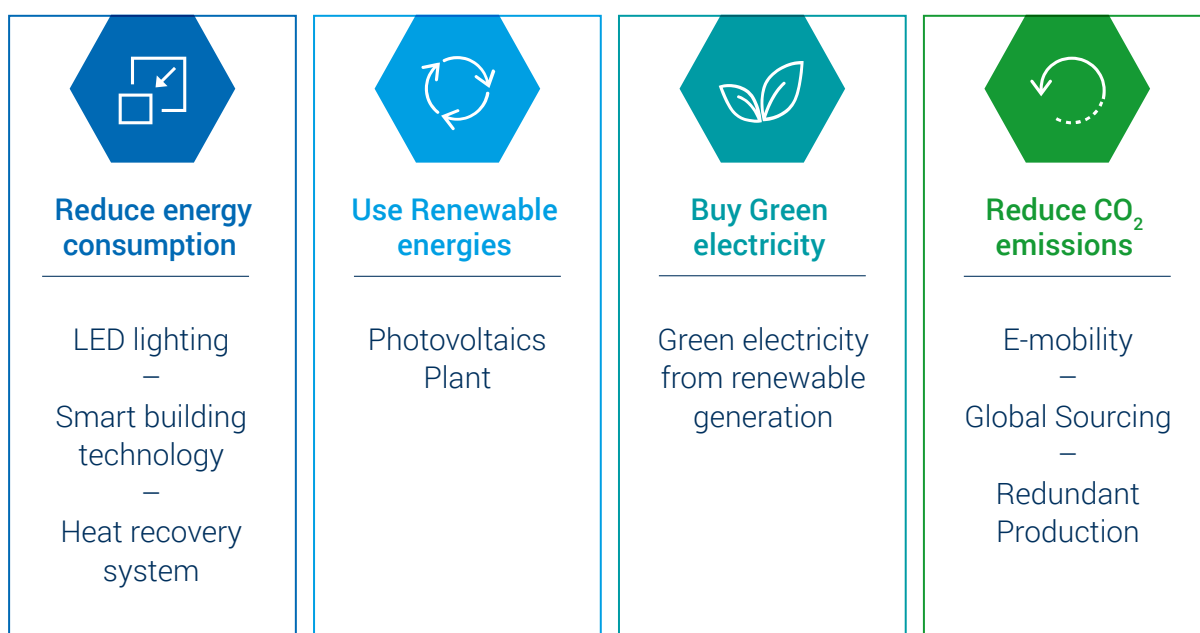 Reduce energy
consumption
LED lighting
–
Smart building
technology
–
Heat recovery
system
Use Renewable
energies
Photovoltaics
Plant
Buy Green
electricity
Green electricity
from renewable
generation
Reduce CO₂
emissions
E-mobility
–
Global Sourcing
–
Redundant
Production